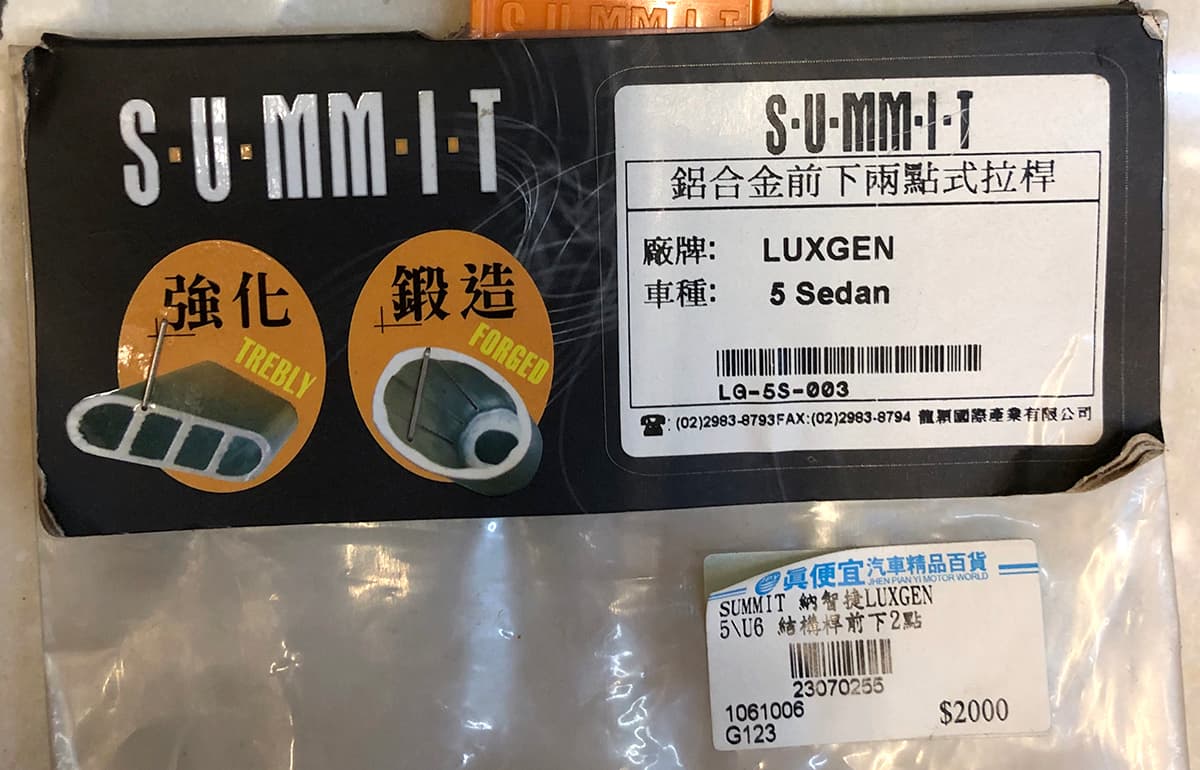 SUMMIT
S·U·MM·I·T
強化
TREBLY
鍛造
FORGED
S·U·MM·I·T
鋁合金前下兩點式拉桿
廠牌: LUXGEN
車種: 5 Sedan
LG-5S-003
☎:(02)2983-8793FAX:(02)2983-8794 龍穎國際產業有限公司
真便宜汽車精品百貨
JHEN PIAN YI MOTOR WORLD
SUMMIT 納智捷LUXGEN
5\U6 結構桿前下2點
23070255
1061006
G123
$2000